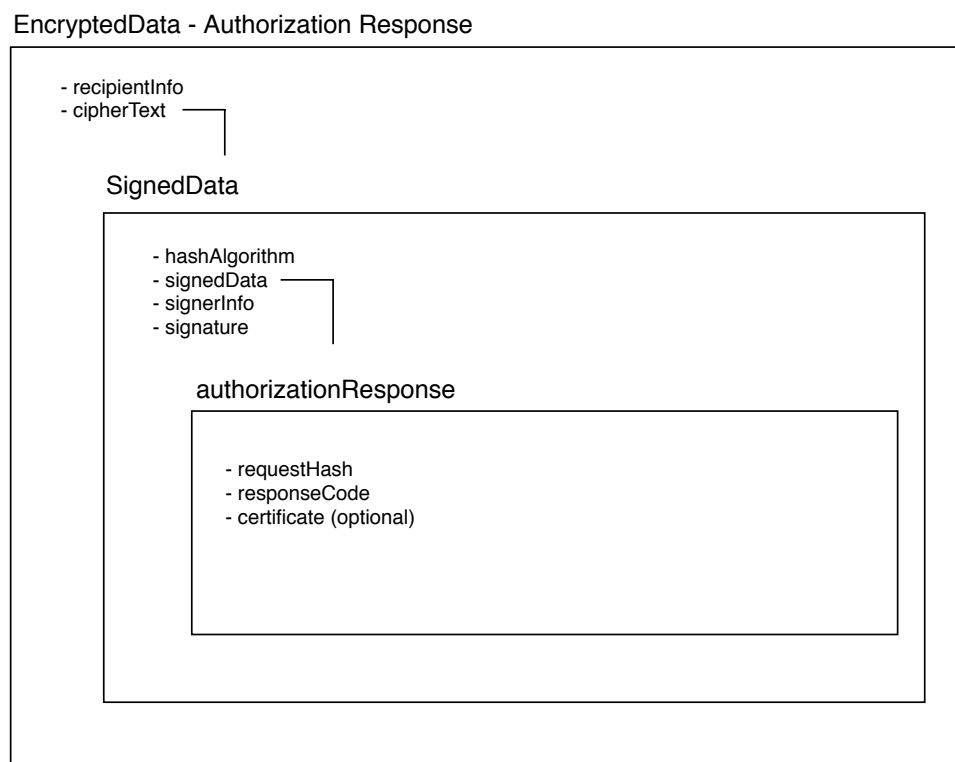 EncryptedData - Authorization Response
- recipientInfo
- cipherText
SignedData
- hashAlgorithm
- signedData
- signerInfo
- signature
authorizationResponse
- requestHash
- responseCode
- certificate (optional)